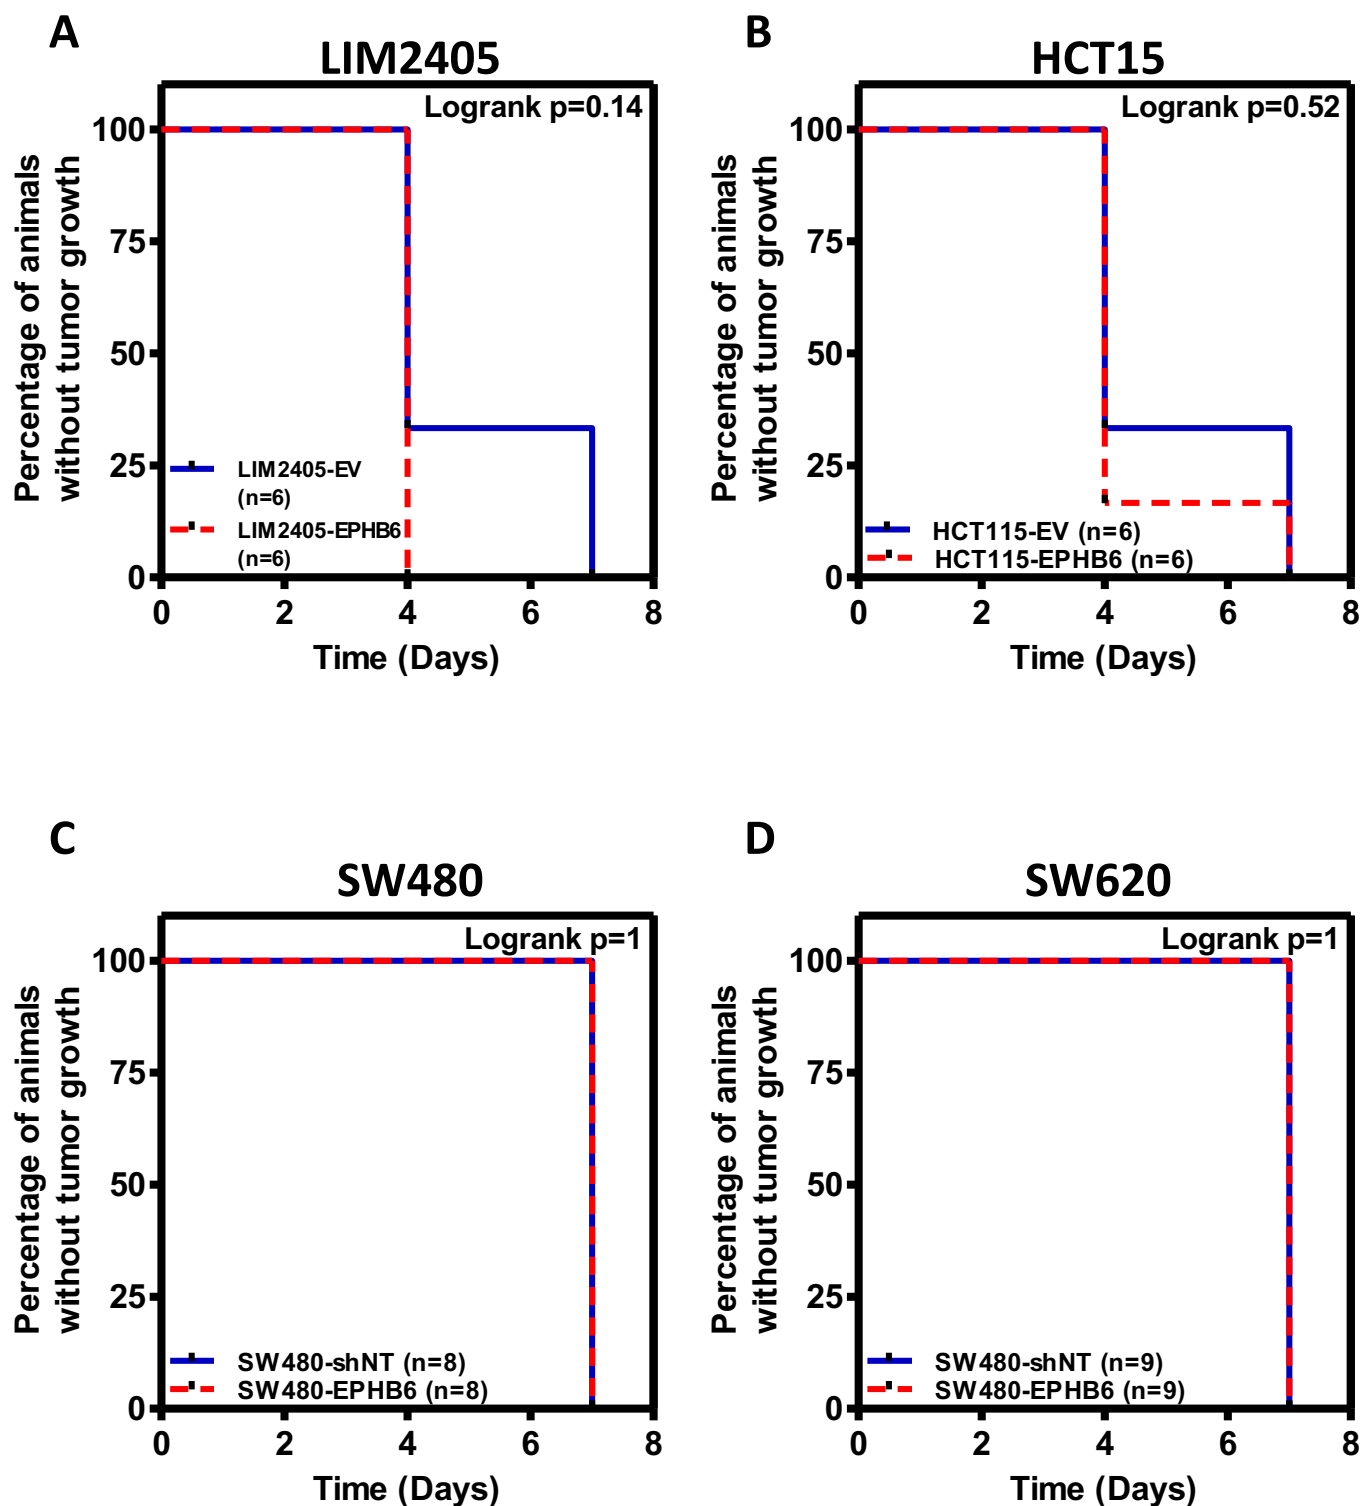 A
LIM2405
Logrank p=0.14
Percentage of animals
without tumor growth
100
75
50
25
0
LIM2405-EV
(n=6)
LIM2405-EPHB6
(n=6)
0 2 4 6 8
Time (Days)
B
HCT15
Logrank p=0.52
Percentage of animals
without tumor growth
100
75
50
25
0
HCT115-EV (n=6)
HCT115-EPHB6 (n=6)
0 2 4 6 8
Time (Days)
C
SW480
Logrank p=1
Percentage of animals
without tumor growth
100
75
50
25
0
SW480-shNT (n=8)
SW480-EPHB6 (n=8)
0 2 4 6 8
Time (Days)
D
SW620
Logrank p=1
Percentage of animals
without tumor growth
100
75
50
25
0
SW480-shNT (n=9)
SW480-EPHB6 (n=9)
0 2 4 6 8
Time (Days)